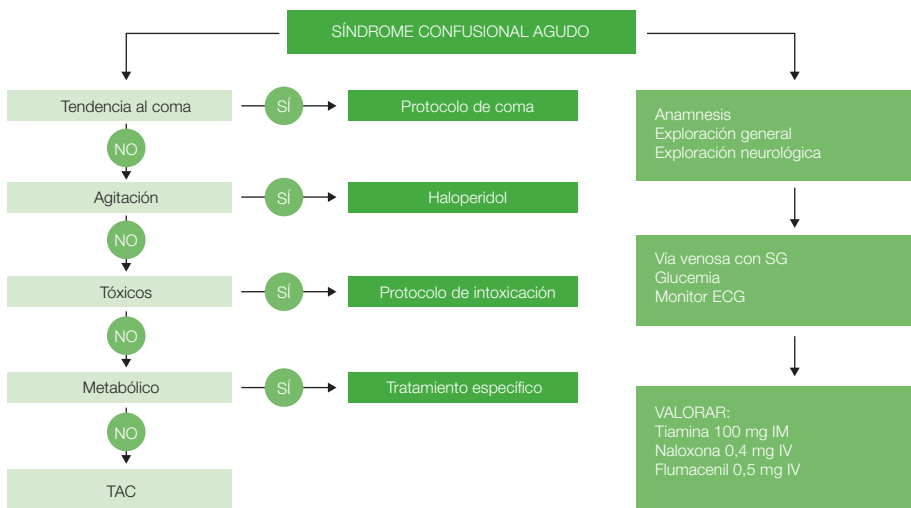 SÍNDROME CONFUSIONAL AGUDO
Tendencia al coma
SÍ
Protocolo de coma
NO
Agitación
SÍ
Haloperidol
NO
Tóxicos
SÍ
Protocolo de intoxicación
NO
Metabólico
SÍ
Tratamiento específico
NO
TAC
Anamnesis
Exploración general
Exploración neurológica
Vía venosa con SG
Glucemia
Monitor ECG
VALORAR:
Tiamina 100 mg IM
Naloxona 0,4 mg IV
Flumacenil 0,5 mg IV